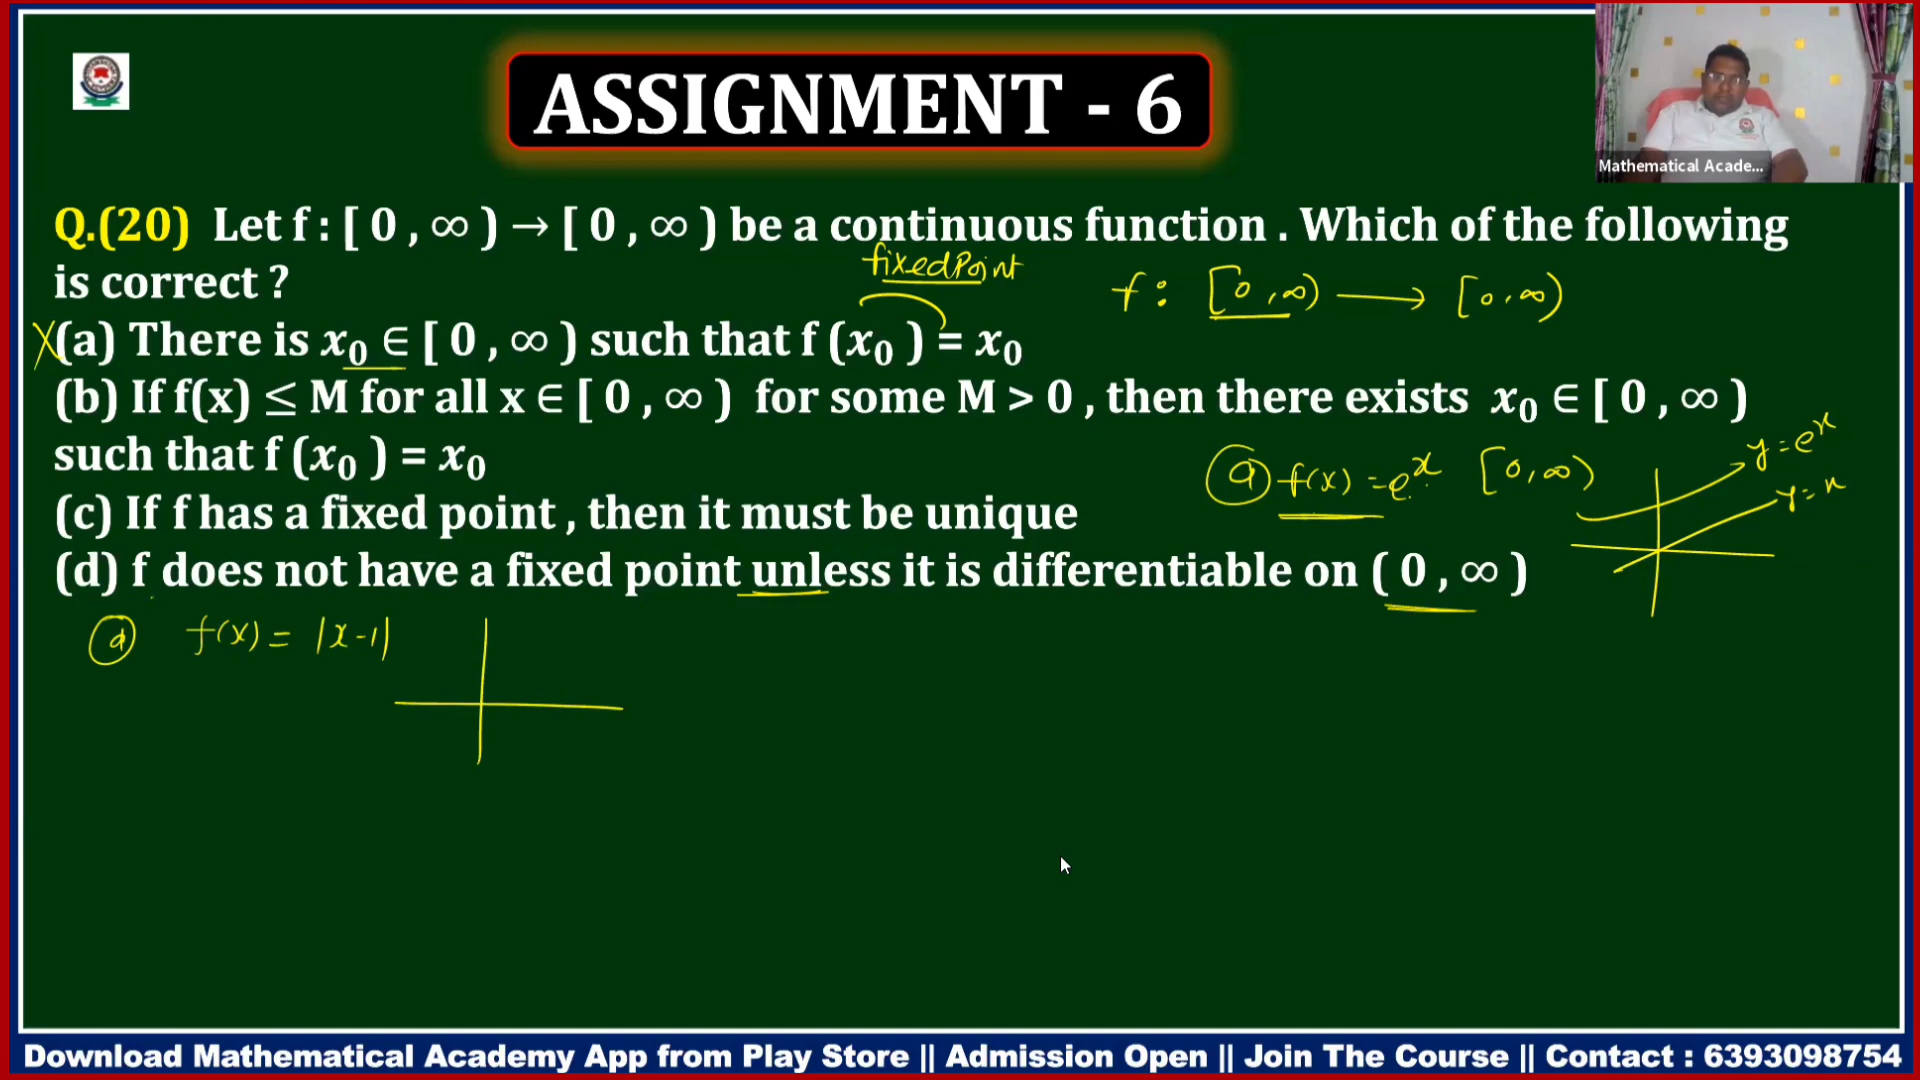 ASSIGNMENT - 6
Mathematical Acade...
Q.(20) Let f : [ 0 , ∞ ) → [ 0 , ∞ ) be a continuous function . Which of the following
is correct ?
fixedPoint
f : [0 , ∞) ⟶ [0 , ∞)
X(a) There is x₀ ∈ [ 0 , ∞ ) such that f (x₀ ) = x₀
(b) If f(x) ≤ M for all x ∈ [ 0 , ∞ ) for some M > 0 , then there exists x₀ ∈ [ 0 , ∞ )
such that f (x₀ ) = x₀
(a) f(x) = eˣ [0, ∞)
y = eˣ
y = x
(c) If f has a fixed point , then it must be unique
(d) f does not have a fixed point unless it is differentiable on ( 0 , ∞ )
(d) f(x) = |x-1|
Download Mathematical Academy App from Play Store || Admission Open || Join The Course || Contact : 6393098754